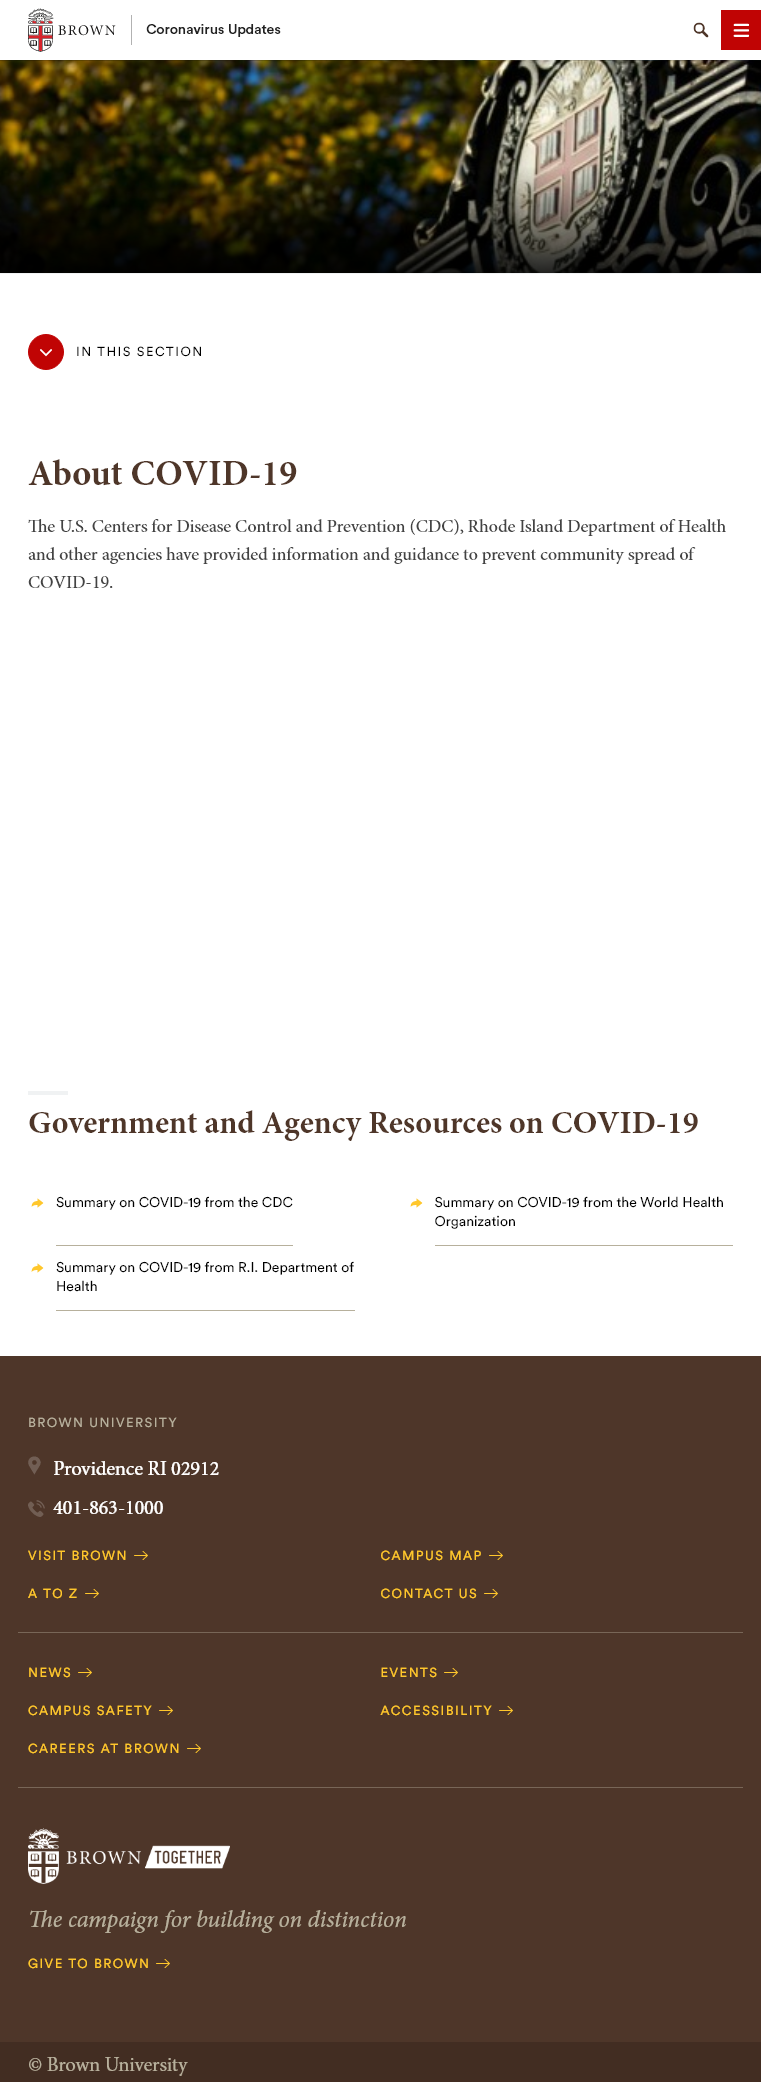 BROWN
Coronavirus Updates
IN THIS SECTION
About COVID-19
The U.S. Centers for Disease Control and Prevention (CDC), Rhode Island Department of Health
and other agencies have provided information and guidance to prevent community spread of
COVID-19.
Government and Agency Resources on COVID-19
Summary on COVID-19 from the CDC
Summary on COVID-19 from the World Health
Organization
Summary on COVID-19 from R.I. Department of
Health
BROWN UNIVERSITY
Providence RI 02912
401-863-1000
VISIT BROWN
CAMPUS MAP
A TO Z
CONTACT US
NEWS
EVENTS
CAMPUS SAFETY
ACCESSIBILITY
CAREERS AT BROWN
BROWN TOGETHER
The campaign for building on distinction
GIVE TO BROWN
© Brown University